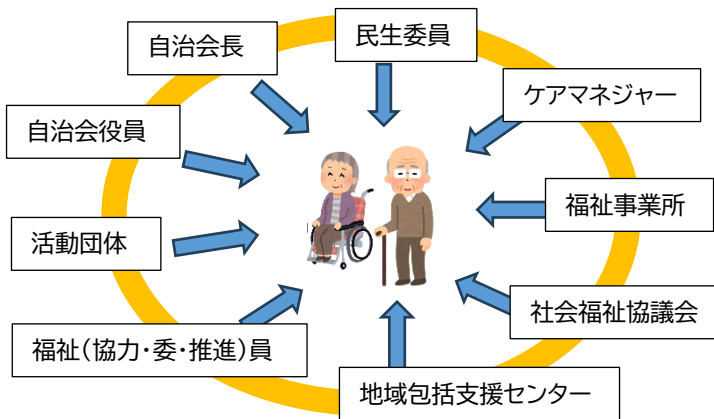 民生委員
自治会長
ケアマネジャー
自治会役員
福祉事業所
活動団体
社会福祉協議会
福祉(協力・委・推進)員
地域包括支援センター